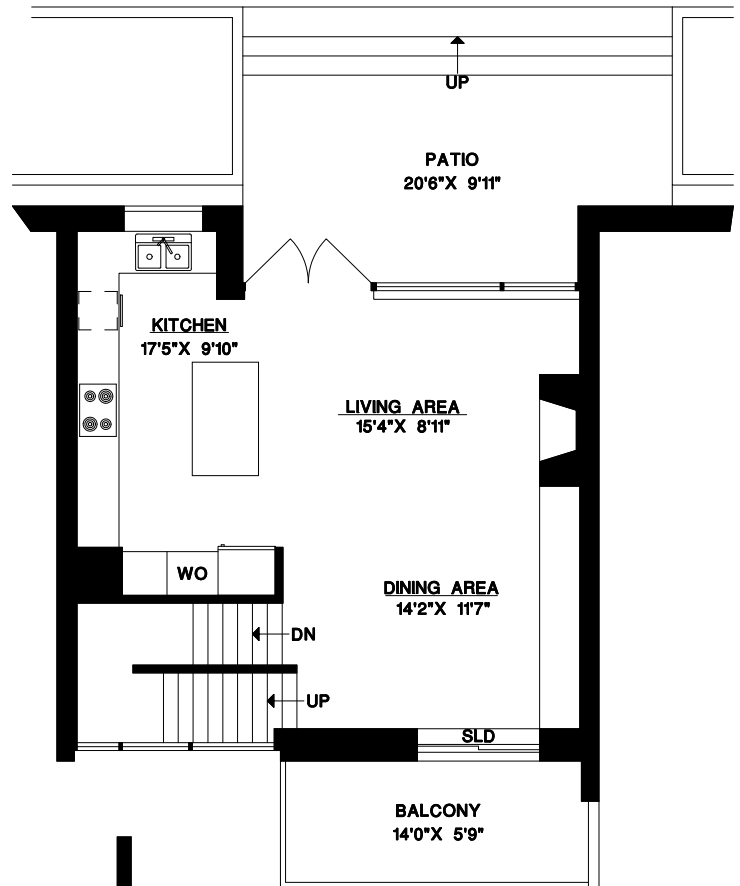 UP
PATIO
20'6"X 9'11"
KITCHEN
17'5"X 9'10"
LIVING AREA
15'4"X 8'11"
WO
DINING AREA
14'2"X 11'7"
DN
UP
SLD
BALCONY
14'0"X 5'9"